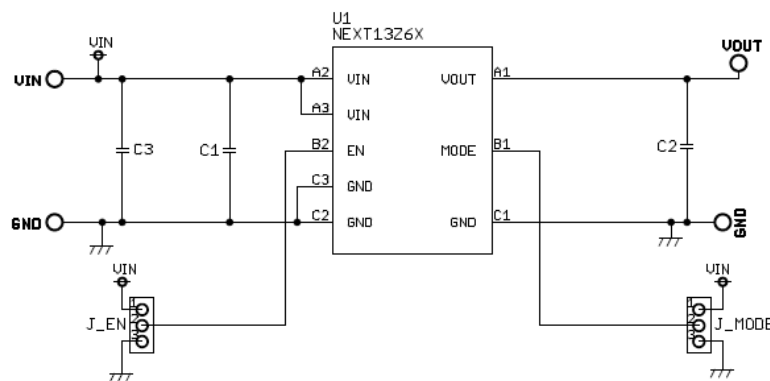 U1
NEXT13Z6X
VIN
VIN
A2 VIN VOUT A1
VOUT
A3 VIN
C3 C1
B2 EN MODE B1
C2
C3 GND
GND
C2 GND GND C1
GND
VIN
1
2
3
J_EN
VIN
1
2
3
J_MODE